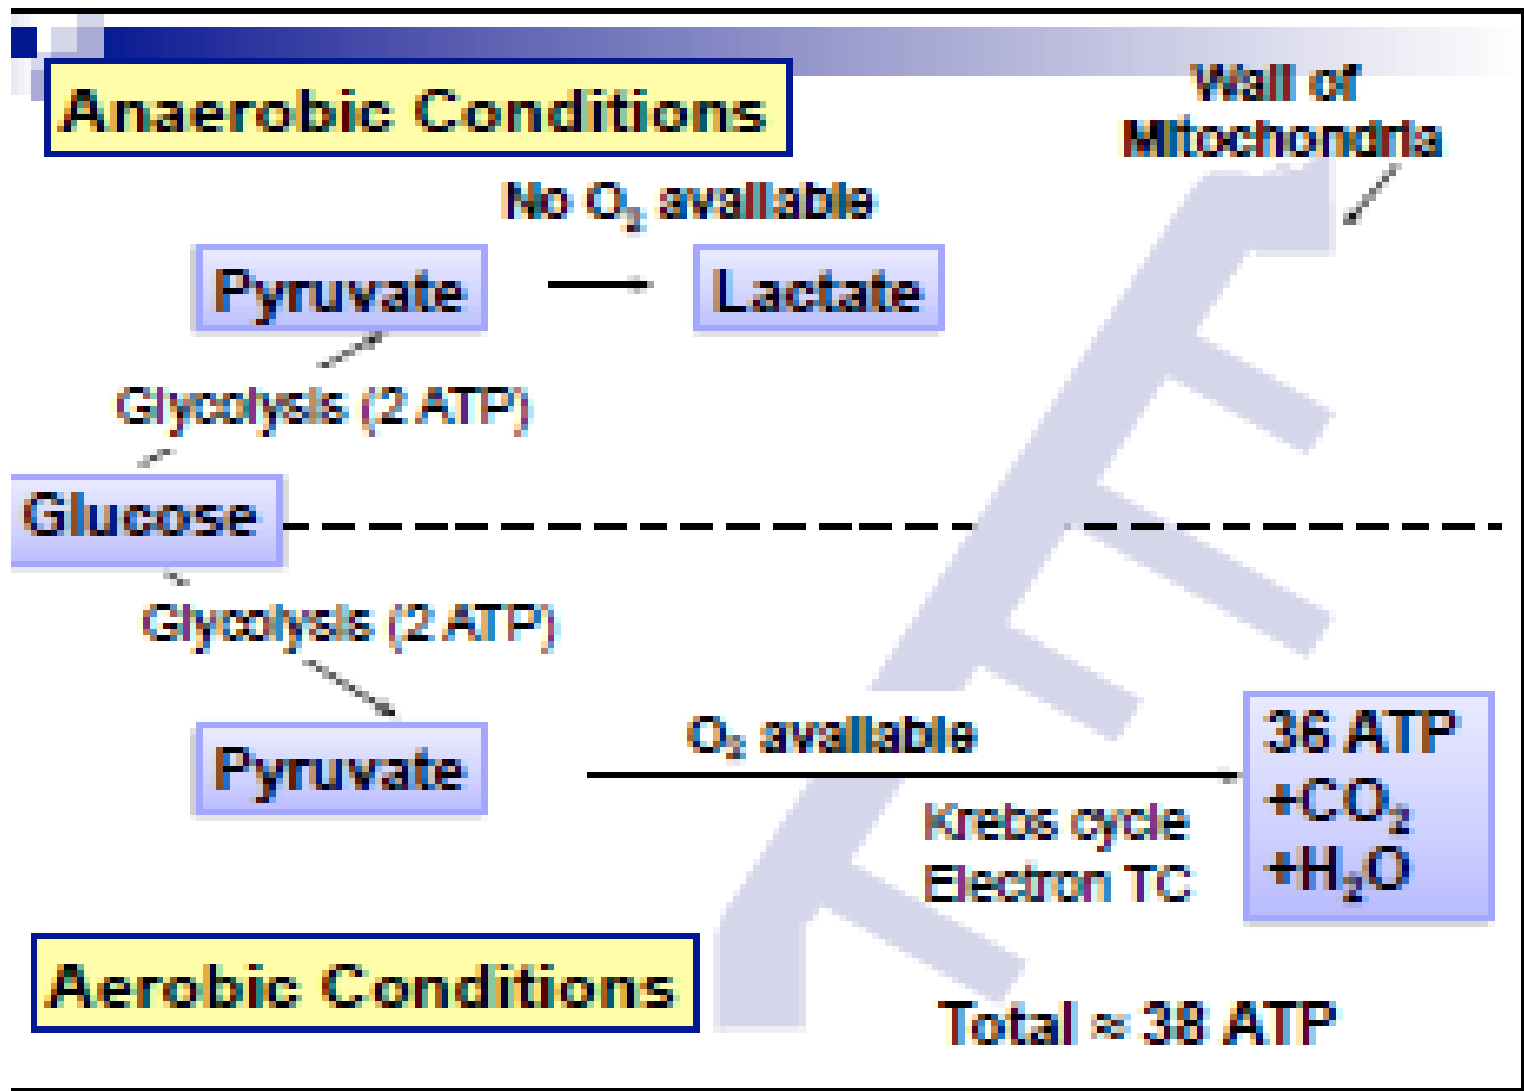 Anaerobic Conditions
Wall of
Mitochondria
No O₂ available
Pyruvate
Lactate
Glycolysis (2 ATP)
Glucose
Glycolysis (2 ATP)
Pyruvate
O₂ available
36 ATP
+CO₂
+H₂O
Krebs cycle
Electron TC
Aerobic Conditions
Total ≈ 38 ATP